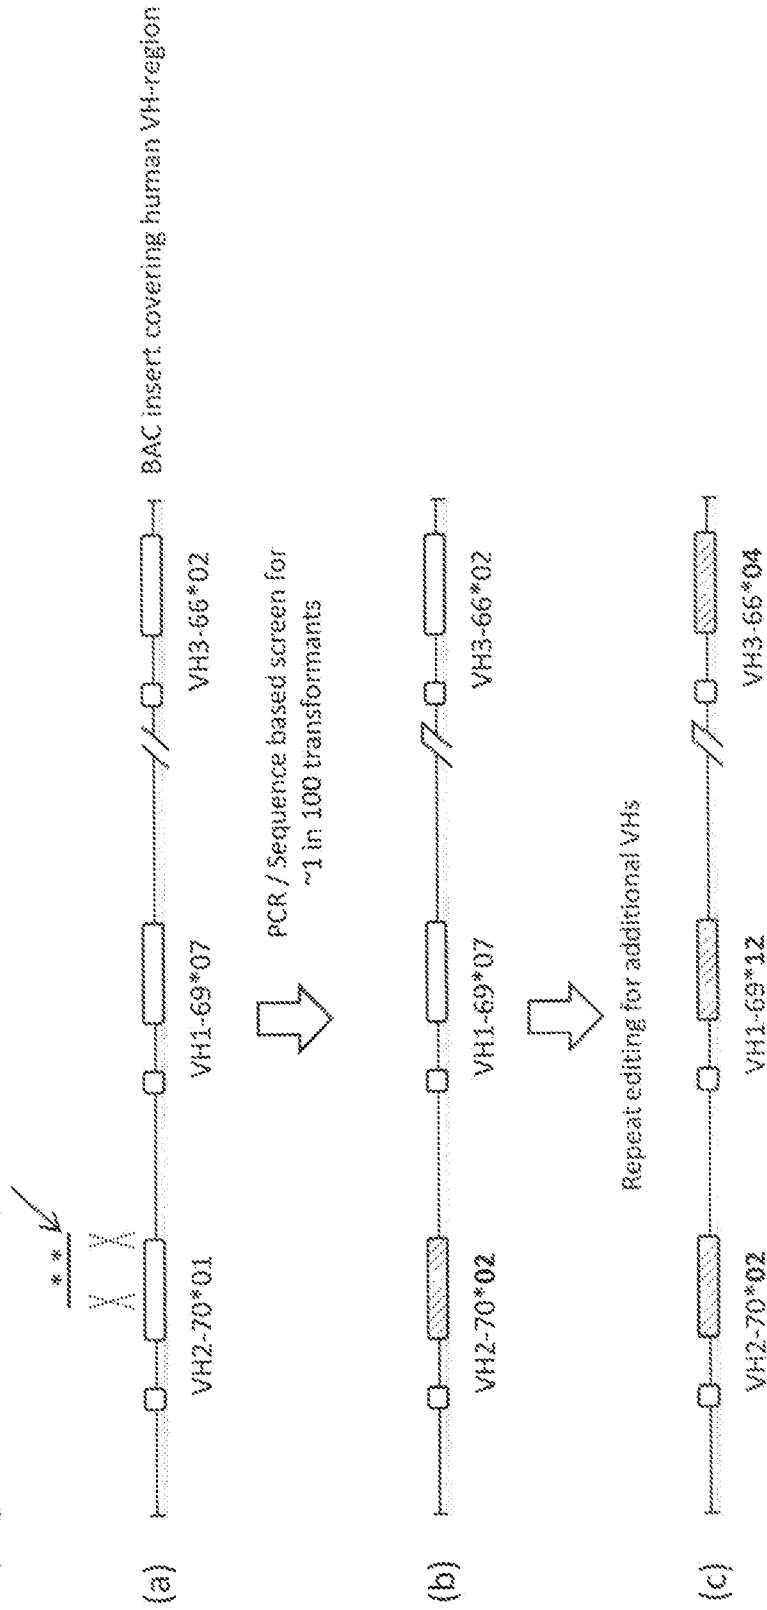 * *
(a)
BAC insert covering human VH-region
VH2-70*01
VH1-69*07
VH3-66*02
PCR / Sequence based screen for
~1 in 100 transformants
(b)
VH2-70*02
VH1-69*07
VH3-66*02
Repeat editing for additional VHs
(c)
VH2-70*02
VH1-69*12
VH3-66*04